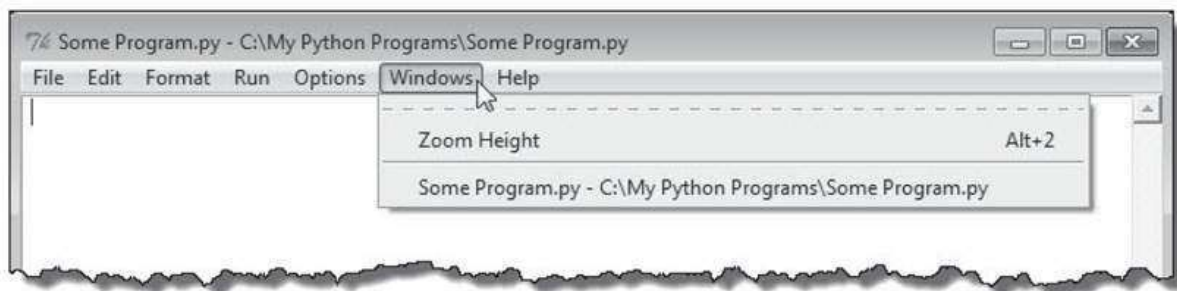 Some Program.py - C:\My Python Programs\Some Program.py
File Edit Format Run Options Windows Help
Zoom Height Alt+2
Some Program.py - C:\My Python Programs\Some Program.py